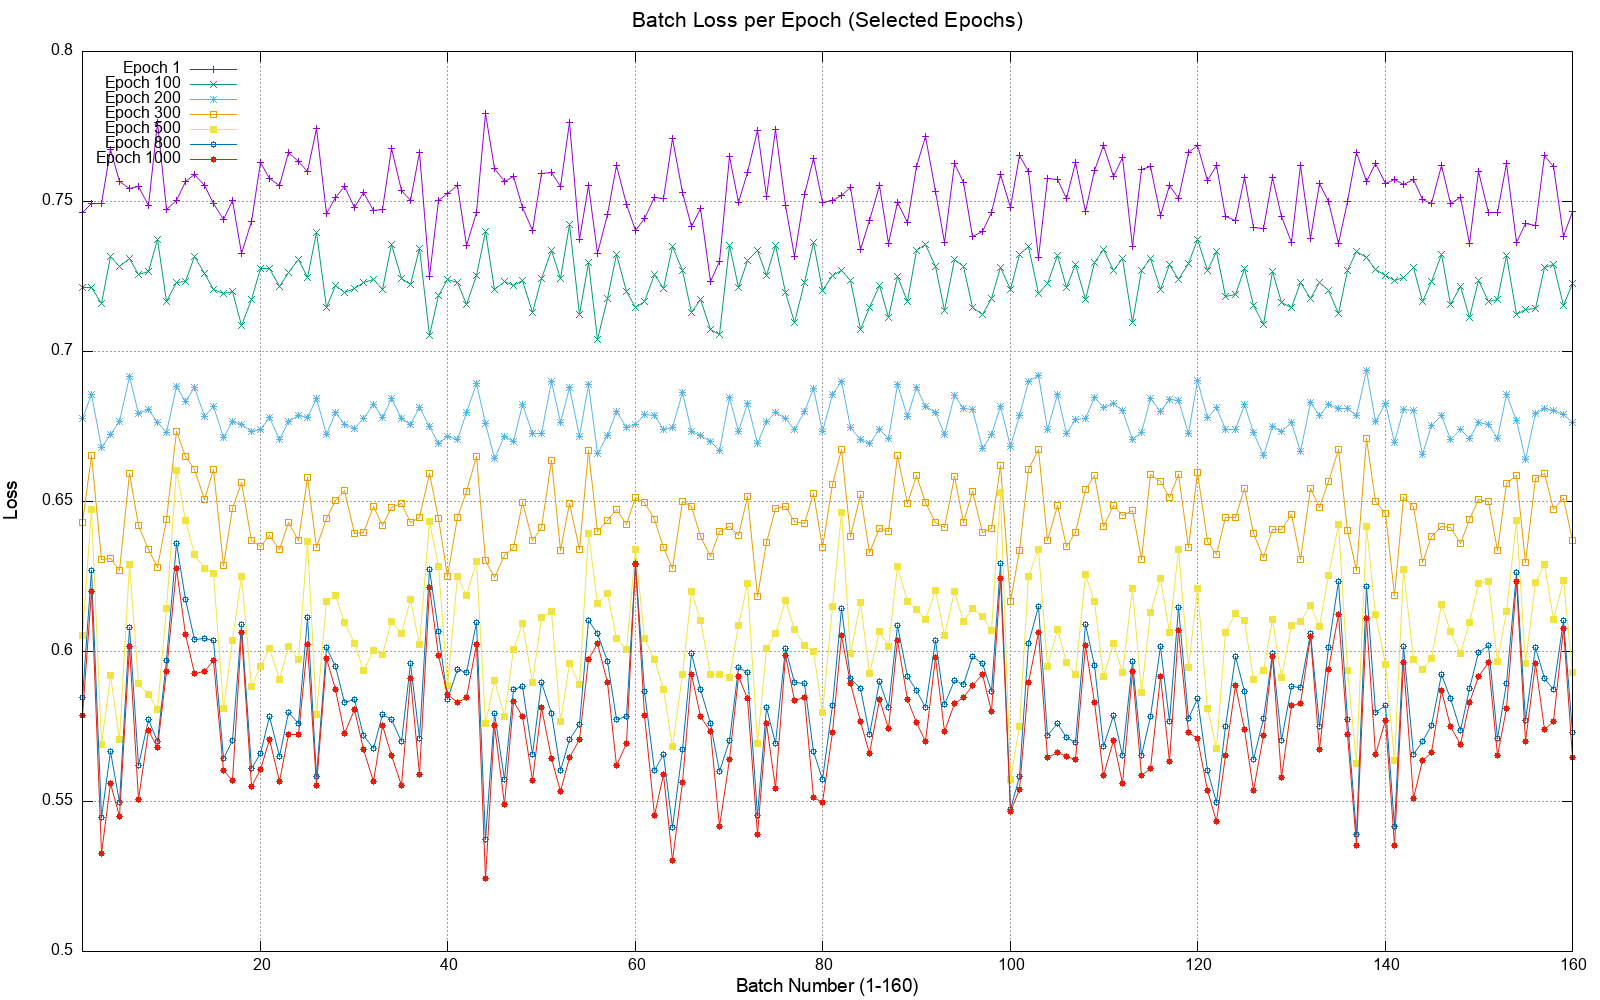 Batch Loss per Epoch (Selected Epochs)
0.8
0.75
0.7
0.65
0.6
0.55
0.5
Loss
Epoch 1
Epoch 100
Epoch 200
Epoch 300
Epoch 500
Epoch 800
Epoch 1000
20 40 60 80 100 120 140 160
Batch Number (1-160)